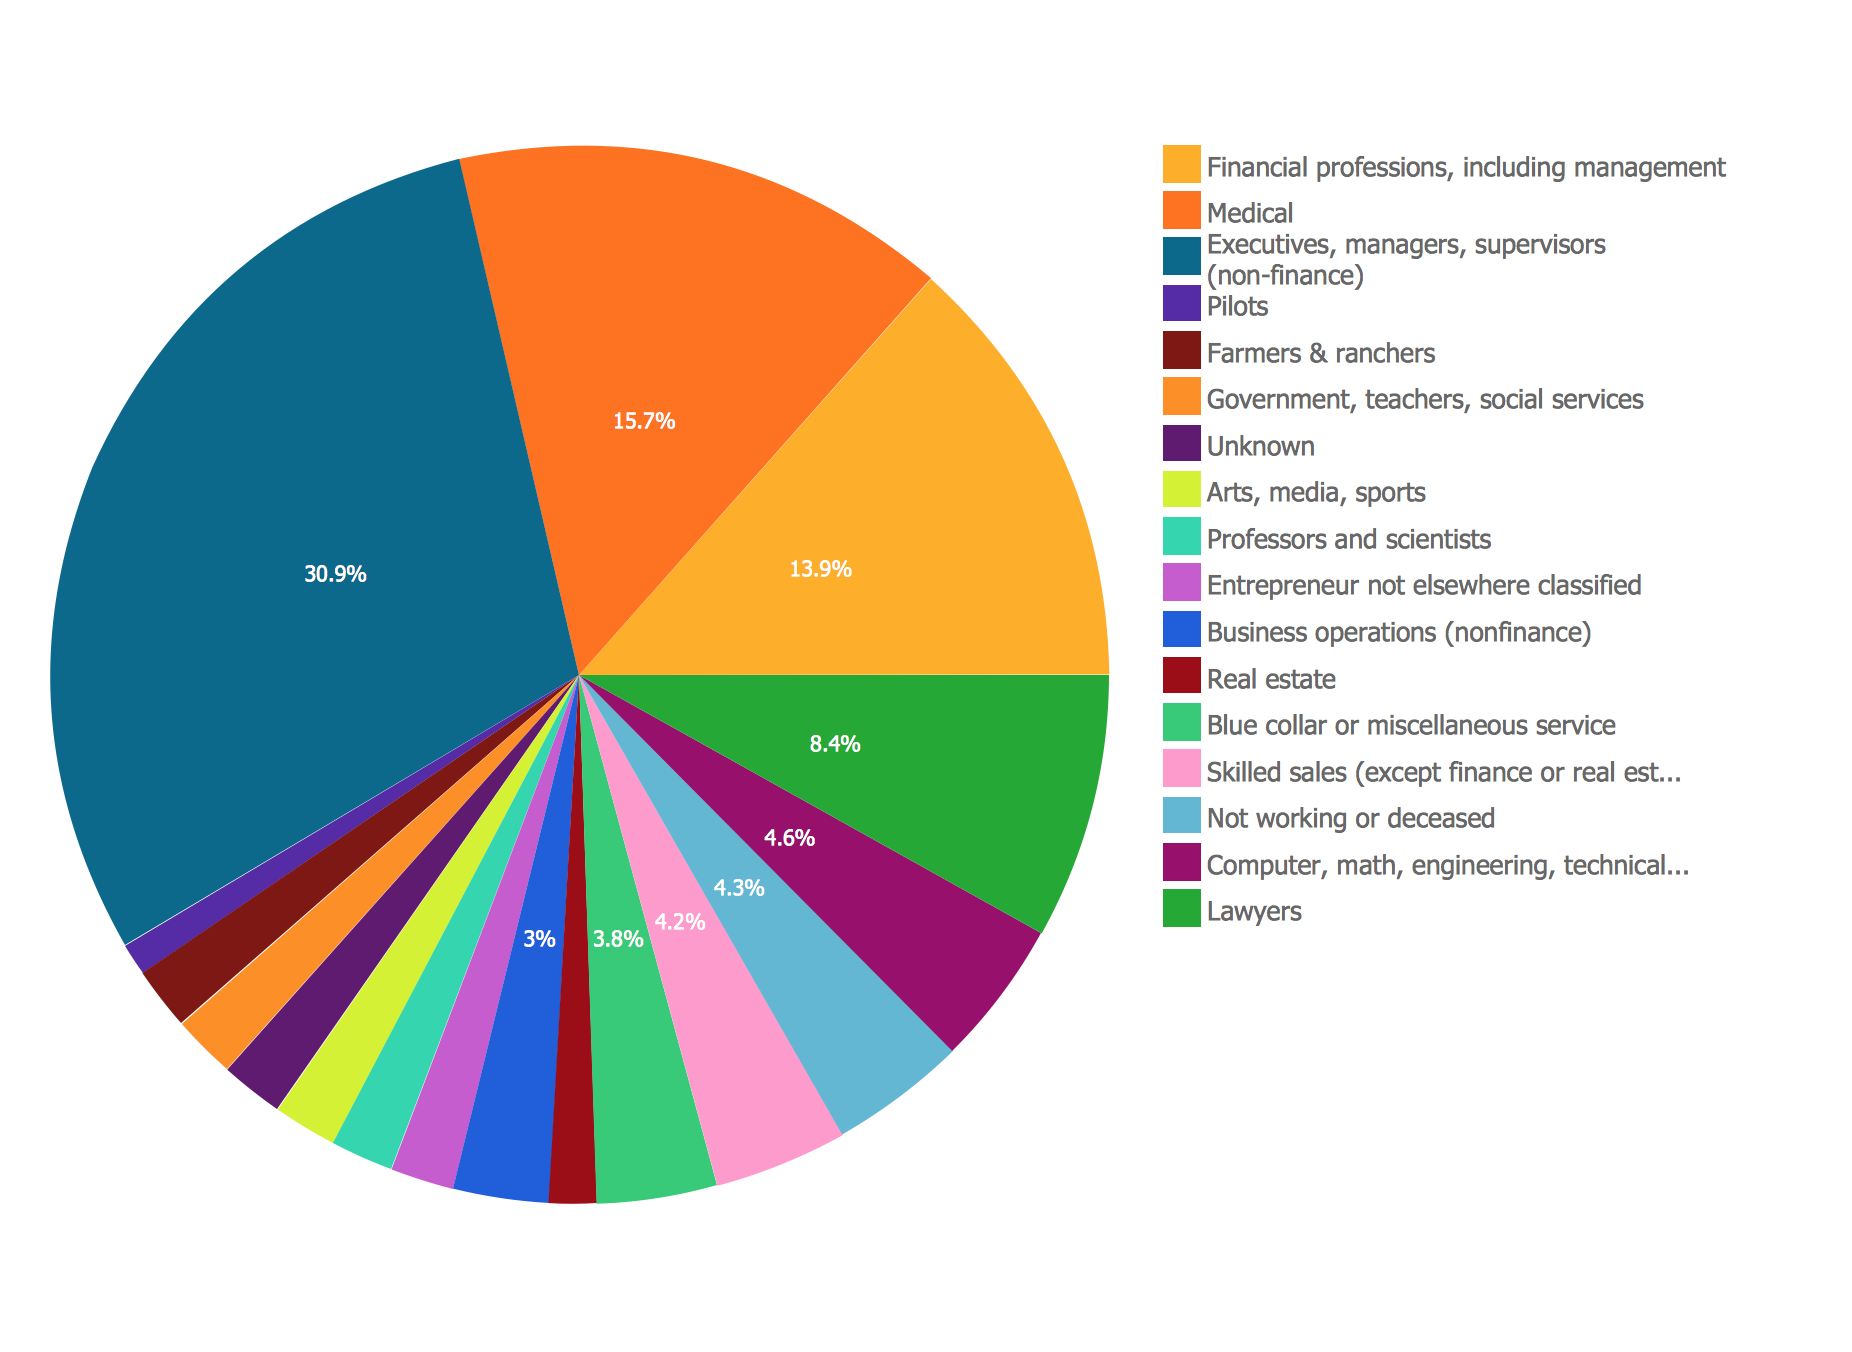 15.7%
13.9%
30.9%
8.4%
4.6%
4.3%
4.2%
3.8%
3%
Financial professions, including management
Medical
Executives, managers, supervisors
(non-finance)
Pilots
Farmers & ranchers
Government, teachers, social services
Unknown
Arts, media, sports
Professors and scientists
Entrepreneur not elsewhere classified
Business operations (nonfinance)
Real estate
Blue collar or miscellaneous service
Skilled sales (except finance or real est...
Not working or deceased
Computer, math, engineering, technical...
Lawyers